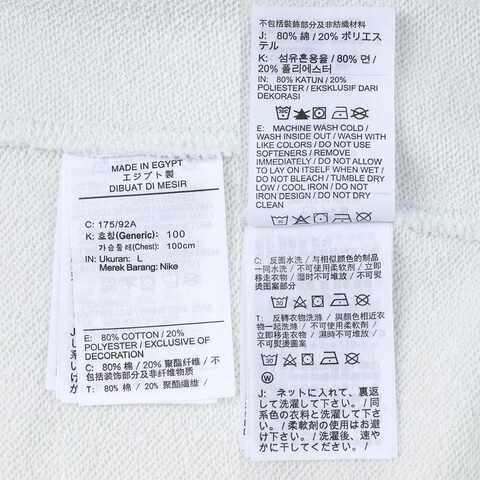 不包括裝飾部分及非紡織材料
J: 80% 綿 / 20% ポリエス
テル
K: 섬유혼용율 / 80% 면 /
20% 폴리에스터
IN: 80% KATUN / 20%
POLIESTER / EKSKLUSIF DARI
DEKORASI
E: MACHINE WASH COLD /
WASH INSIDE OUT / WASH WITH
LIKE COLORS / DO NOT USE
SOFTENERS / REMOVE
IMMEDIATELY / DO NOT ALLOW
TO LAY ON ITSELF WHEN WET /
DO NOT BLEACH / TUMBLE DRY
LOW / COOL IRON / DO NOT
IRON DESIGN / DO NOT DRY
CLEAN
MADE IN EGYPT
エジプト製
DIBUAT DI MESIR
C: 175/92A
K: 호칭(Generic): 100
가슴둘레(Chest): 100cm
IN: Ukuran: L
Merek Barang: Nike
E: 80% COTTON / 20%
POLYESTER / EXCLUSIVE OF
DECORATION
C: 80% 棉 / 20% 聚酯纤维 / 不
包括装饰部分及非纤维物质
T: 80% 棉 / 20% 聚酯纖維 /
C: 反面水洗 / 与相似颜色的制品
一同水洗 / 不可使用柔软剂 / 立即
移走衣物 / 湿时不可堆放 / 不可熨
烫图案部分
T: 反轉衣物洗滌 / 與顏色相近衣
物一起洗滌 / 不可使用柔軟劑 /
立即移走衣物 / 濕時不可堆放 /
不可熨燙圖案
J: ネットに入れて、裏返
して洗濯して下さい。/ 同
系色の衣料と洗濯して下さ
い。/ 柔軟剤の使用はお避
け下さい。/ 洗濯後、速や
かに干してください。/